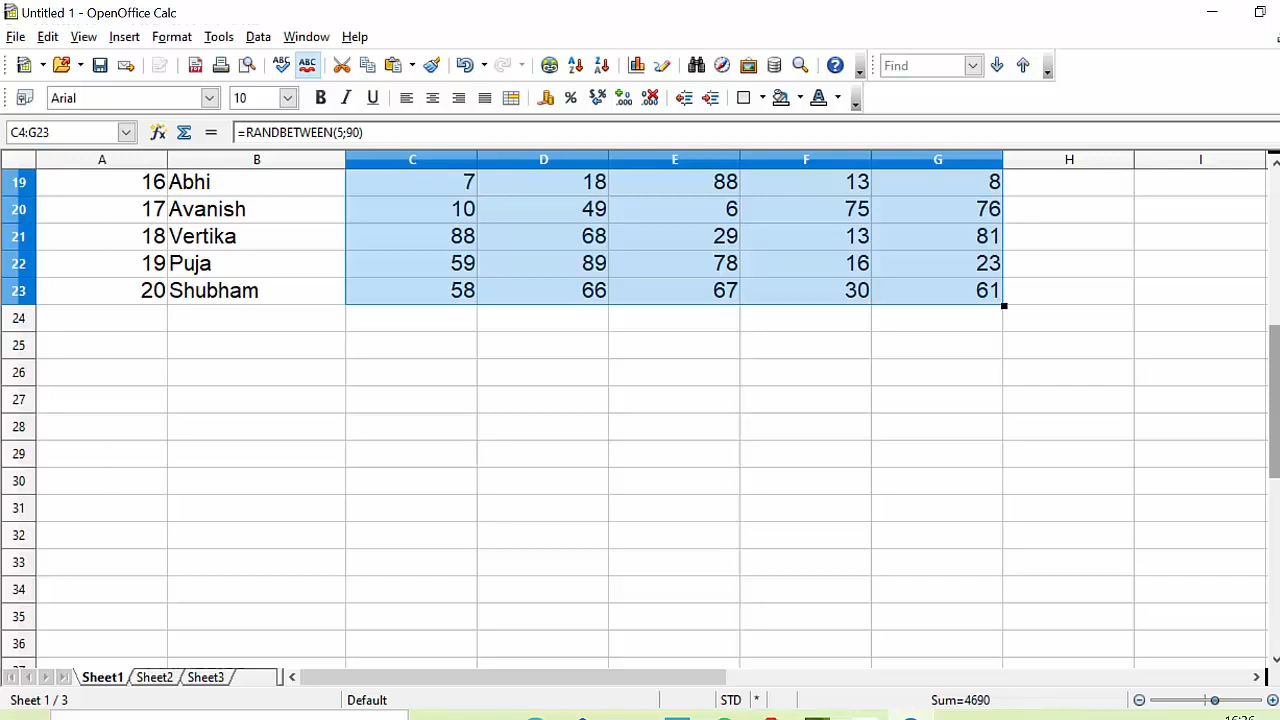 Untitled 1 - OpenOffice Calc
File Edit View Insert Format Tools Data Window Help
ABC ABC Find
Arial 10 B I U % .000 .000 A
C4:G23 =RANDBETWEEN(5;90)
A B C D E F G H I
19 16 Abhi 7 18 88 13 8
20 17 Avanish 10 49 6 75 76
21 18 Vertika 88 68 29 13 81
22 19 Puja 59 89 78 16 23
23 20 Shubham 58 66 67 30 61
24
25
26
27
28
29
30
31
32
33
34
35
36
Sheet1 Sheet2 Sheet3
Sheet 1 / 3 Default STD * Sum=4690